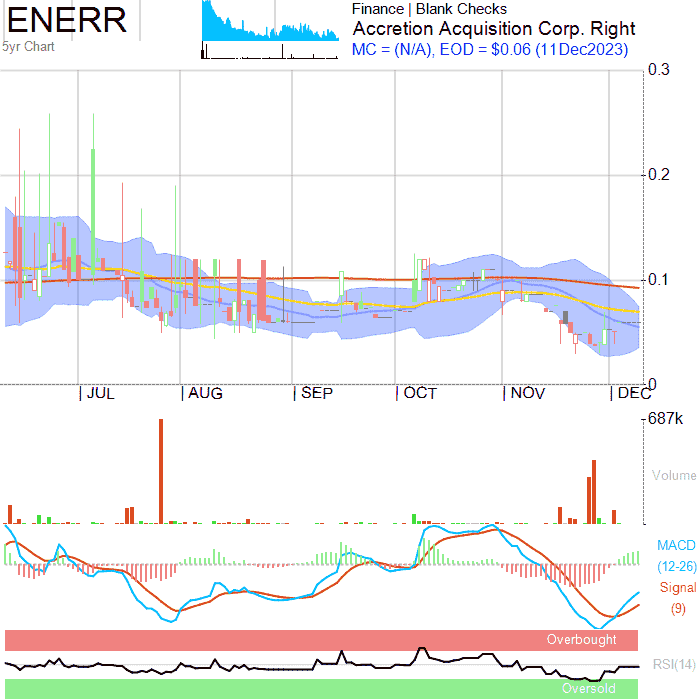 ENERR
5yr Chart
Finance | Blank Checks
Accretion Acquisition Corp. Right
MC = (N/A), EOD = $0.06 (11Dec2023)
0.3
0.2
0.1
0
JUL AUG SEP OCT NOV DEC
687k
Volume
MACD
(12-26)
Signal
(9)
Overbought
RSI(14)
Oversold